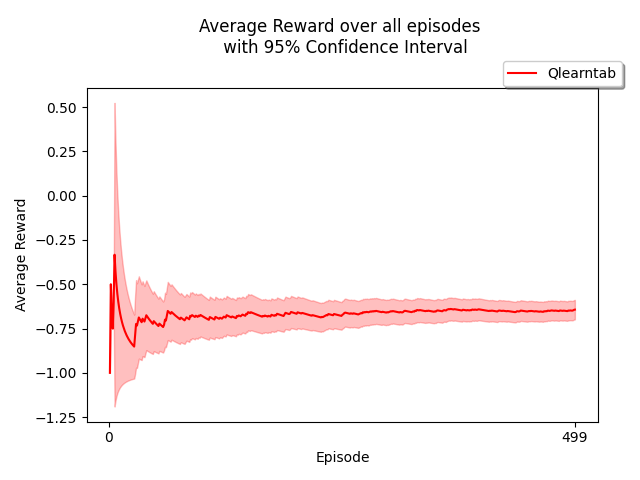 Average Reward over all episodes
with 95% Confidence Interval
Qlearntab
0.50
0.25
0.00
−0.25
−0.50
−0.75
−1.00
−1.25
Average Reward
0
499
Episode